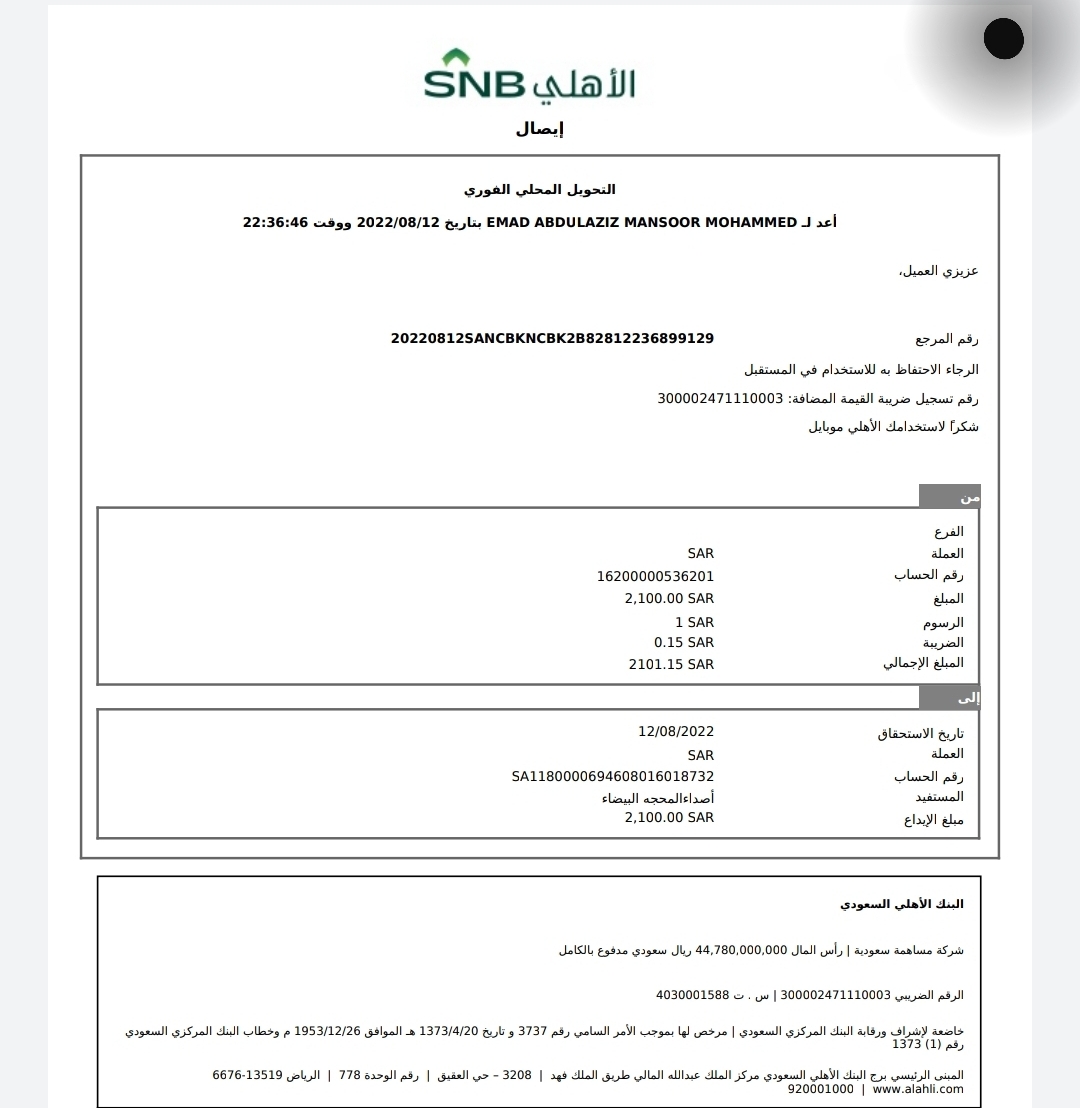 SNB الأهلي
إيصال
التحويل المحلي الفوري
أعد لـ EMAD ABDULAZIZ MANSOOR MOHAMMED بتاريخ 2022/08/12 ووقت 22:36:46
عزيزي العميل،
رقم المرجع 20220812SANCBKNCBK2B82812236899129
الرجاء الاحتفاظ به للاستخدام في المستقبل
رقم تسجيل ضريبة القيمة المضافة: 300002471110003
شكراً لاستخدامك الأهلي موبايل
من
الفرع
العملة SAR
رقم الحساب 16200000536201
المبلغ 2,100.00 SAR
الرسوم 1 SAR
الضريبة 0.15 SAR
المبلغ الإجمالي 2101.15 SAR
إلى
تاريخ الاستحقاق 12/08/2022
العملة SAR
رقم الحساب SA1180000694608016018732
المستفيد أصداءالمحجه البيضاء
مبلغ الإيداع 2,100.00 SAR
البنك الأهلي السعودي
شركة مساهمة سعودية | رأس المال 44,780,000,000 ريال سعودي مدفوع بالكامل
الرقم الضريبي 300002471110003 | س . ت 4030001588
خاضعة لإشراف ورقابة البنك المركزي السعودي | مرخص لها بموجب الأمر السامي رقم 3737 و تاريخ 1373/4/20 هـ الموافق 1953/12/26 م وخطاب البنك المركزي السعودي
رقم (1) 1373
المبنى الرئيسي برج البنك الأهلي السعودي مركز الملك عبدالله المالي طريق الملك فهد | 3208 – حي العقيق | رقم الوحدة 778 | الرياض 13519-6676
920001000 | www.alahli.com